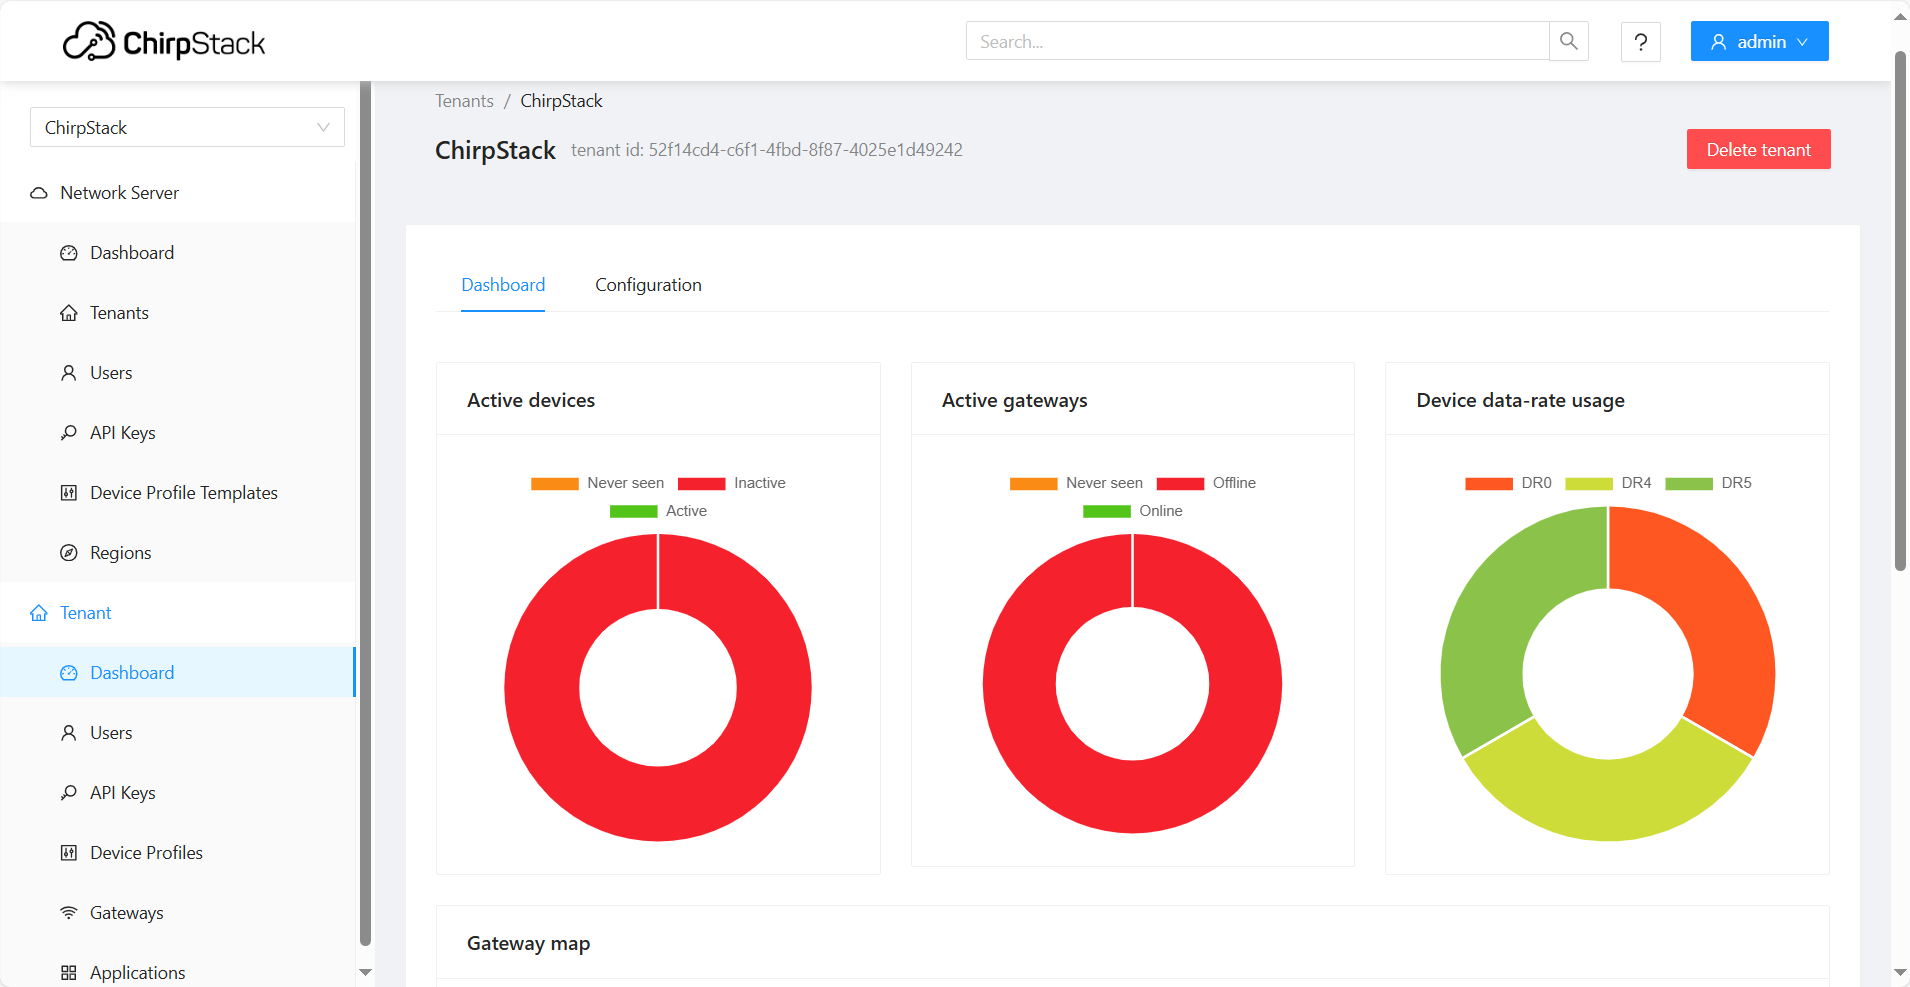 ChirpStack
Search...
?
admin
ChirpStack
Network Server
Dashboard
Tenants
Users
API Keys
Device Profile Templates
Regions
Tenant
Dashboard
Users
API Keys
Device Profiles
Gateways
Applications
Tenants / ChirpStack
ChirpStack tenant id: 52f14cd4-c6f1-4fbd-8f87-4025e1d49242
Delete tenant
Dashboard Configuration
Active devices
Never seen Inactive
Active
Active gateways
Never seen Offline
Online
Device data-rate usage
DR0 DR4 DR5
Gateway map